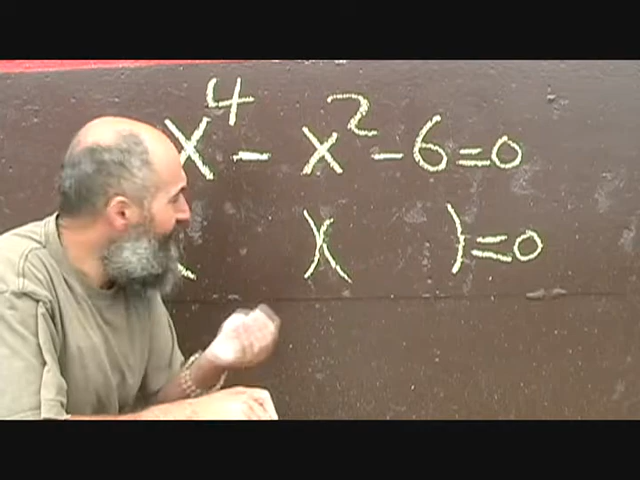 x⁴ - x² - 6 = 0
( )( ) = 0